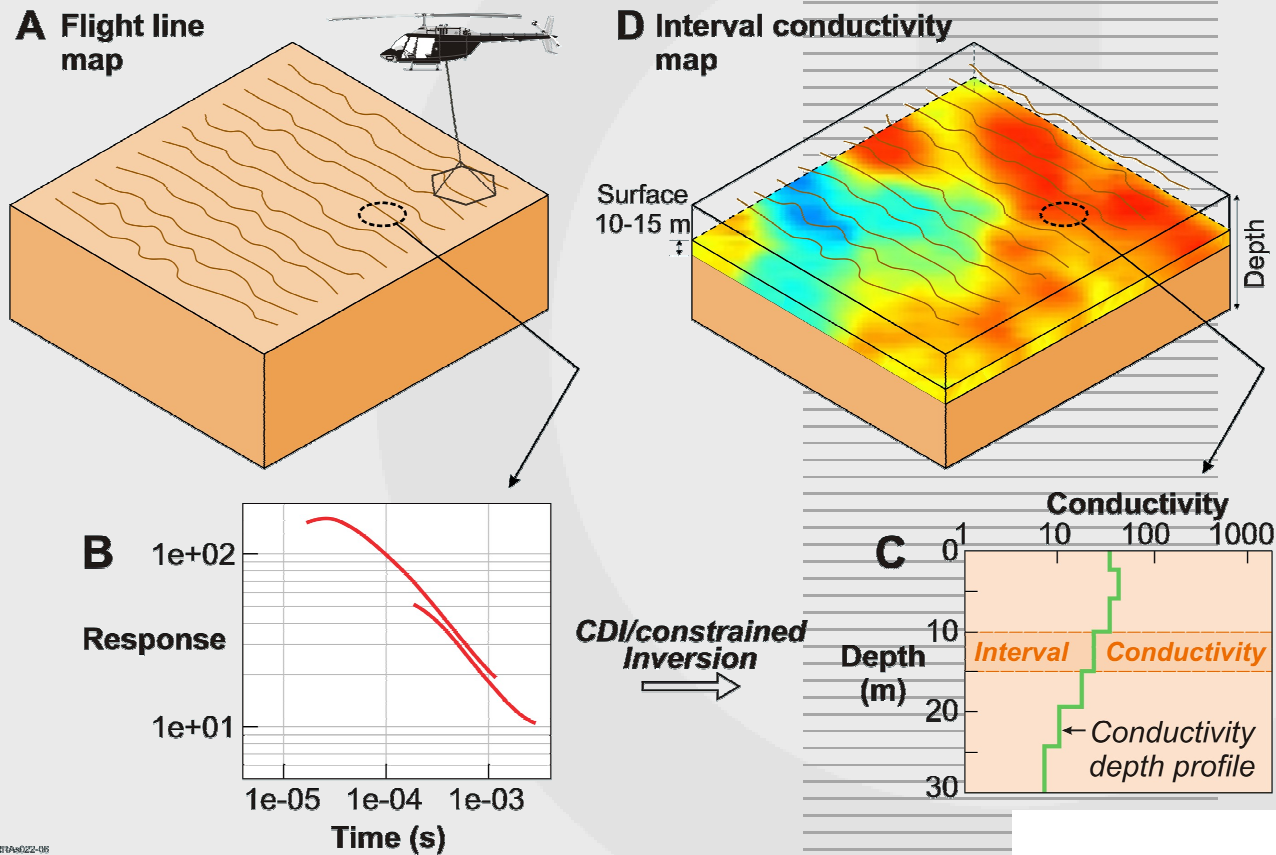 A Flight line
map
D Interval conductivity
map
Surface
10-15 m
Depth
B
1e+02
Response
1e+01
1e-05 1e-04 1e-03
Time (s)
CDI/constrained
Inversion
Conductivity
1 10 100 1000
C
0
10
Interval Conductivity
Depth
(m)
20
Conductivity
depth profile
30